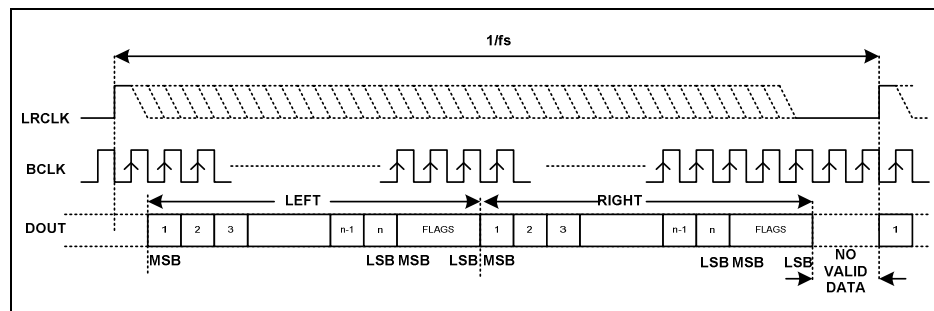 1/fs
LRCLK
BCLK
LEFT
RIGHT
DOUT
1 2 3 n-1 n FLAGS 1 2 3 n-1 n FLAGS 1
MSB LSB MSB LSB MSB LSB MSB LSB
NO
VALID
DATA